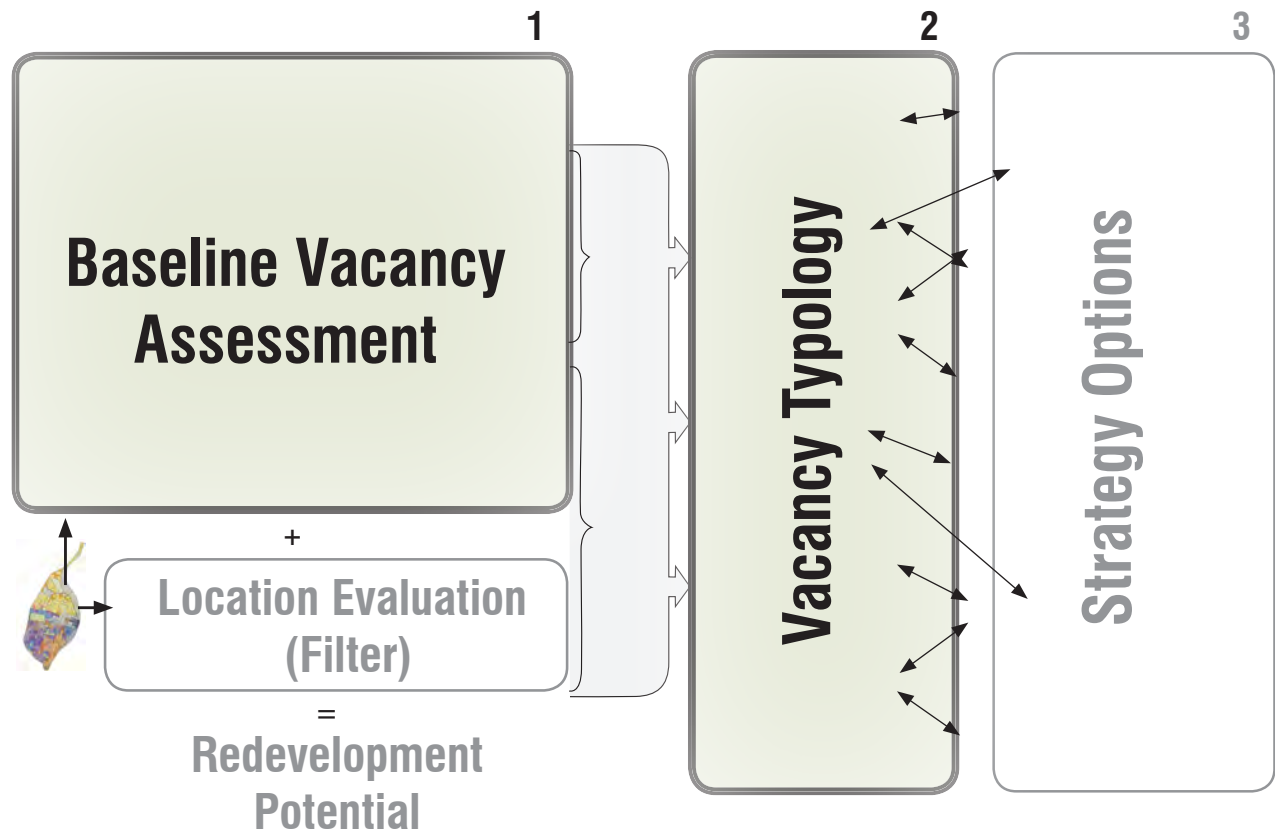 1
Baseline Vacancy
Assessment
+
Location Evaluation
(Filter)
=
Redevelopment
Potential
2
Vacancy Typology
3
Strategy Options